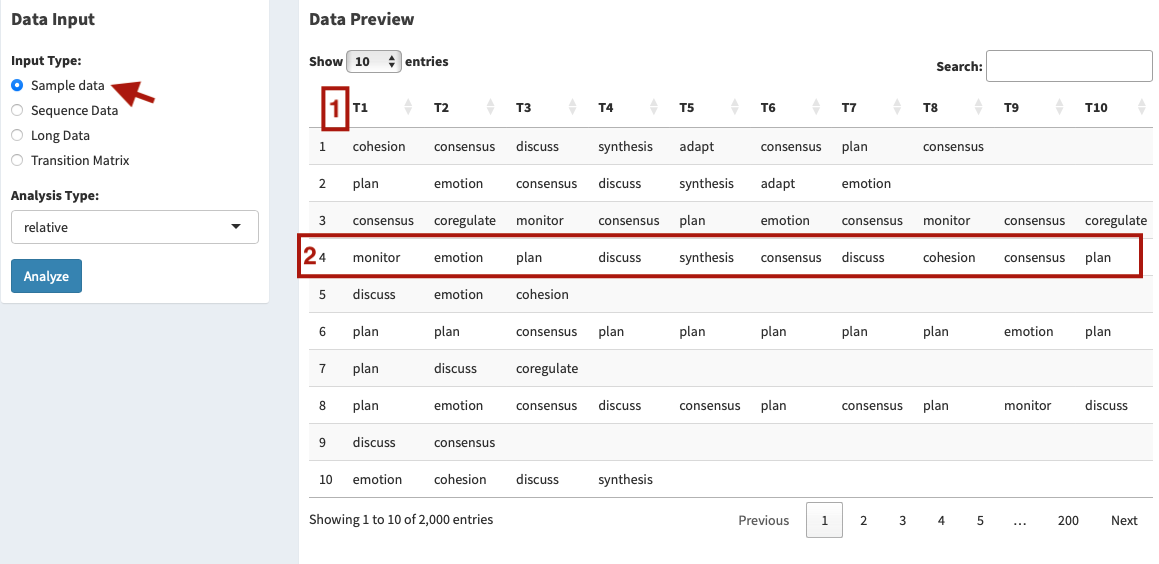 Data Input
Input Type:
Sample data
Sequence Data
Long Data
Transition Matrix
Analysis Type:
relative
Analyze
Data Preview
Show 10 entries
Search:
1 T1 T2 T3 T4 T5 T6 T7 T8 T9 T10
1 cohesion consensus discuss synthesis adapt consensus plan consensus
2 plan emotion consensus discuss synthesis adapt emotion
3 consensus coregulate monitor consensus plan emotion consensus monitor consensus coregulate
2 4 monitor emotion plan discuss synthesis consensus discuss cohesion consensus plan
5 discuss emotion cohesion
6 plan plan consensus plan plan plan plan plan emotion plan
7 plan discuss coregulate
8 plan emotion consensus discuss consensus plan consensus plan monitor discuss
9 discuss consensus
10 emotion cohesion discuss synthesis
Showing 1 to 10 of 2,000 entries
Previous 1 2 3 4 5 … 200 Next